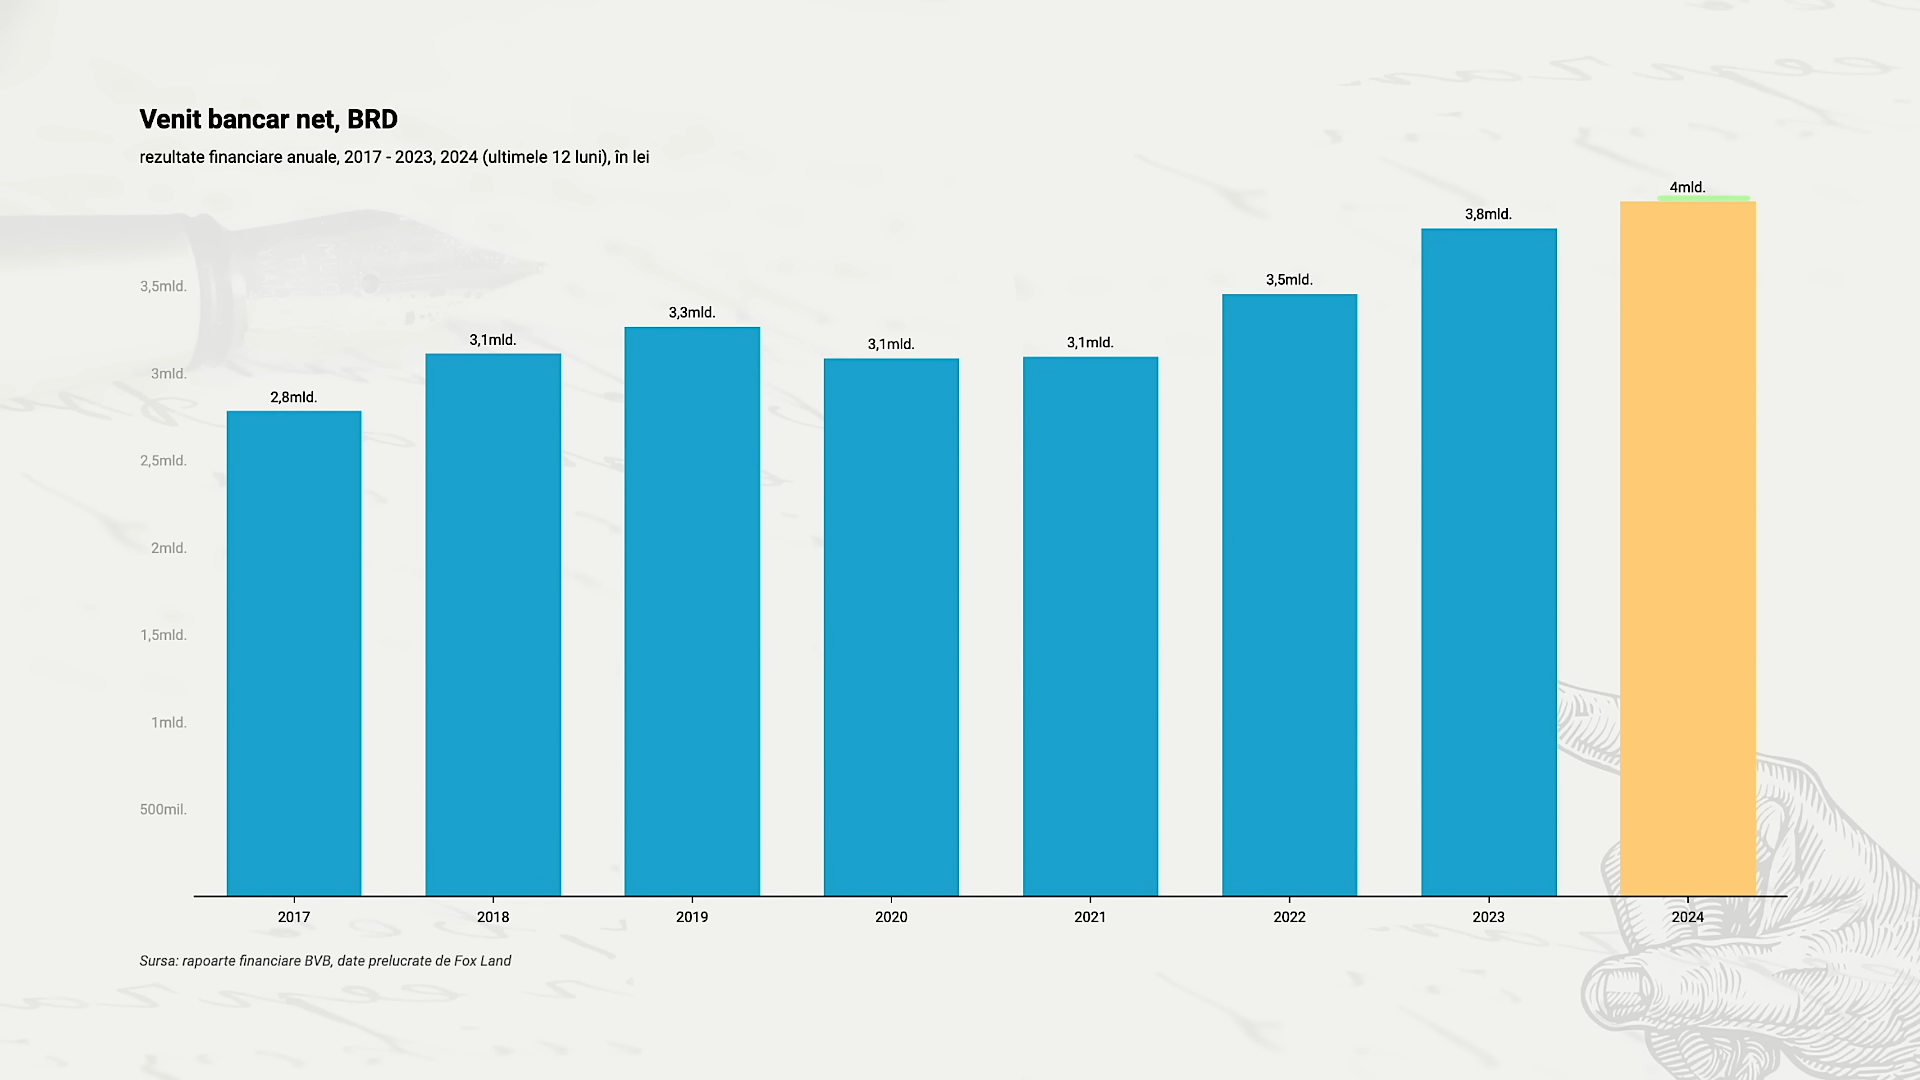 Venit bancar net, BRD
rezultate financiare anuale, 2017 - 2023, 2024 (ultimele 12 luni), în lei
4mld.
3,8mld.
3,5mld.
3,5mld.
3,3mld.
3,1mld.
3,1mld.
3,1mld.
3mld.
2,8mld.
2,5mld.
2mld.
1,5mld.
1mld.
500mil.
2017 2018 2019 2020 2021 2022 2023 2024
Sursa: rapoarte financiare BVB, date prelucrate de Fox Land